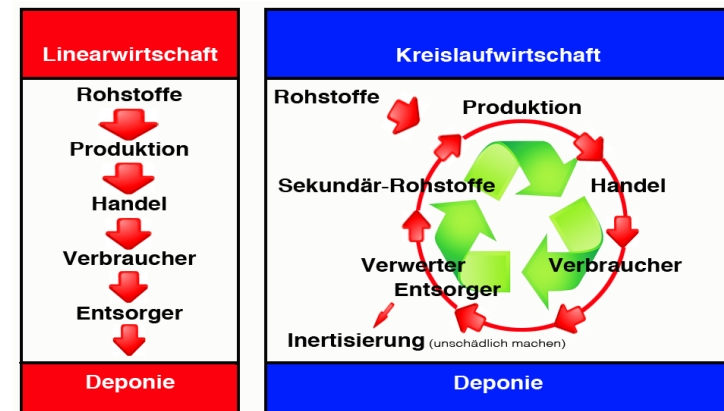 Linearwirtschaft
Rohstoffe
Produktion
Handel
Verbraucher
Entsorger
Deponie
Kreislaufwirtschaft
Rohstoffe
Produktion
Sekundär-Rohstoffe
Handel
Verwerter
Entsorger
Verbraucher
Inertisierung (unschädlich machen)
Deponie